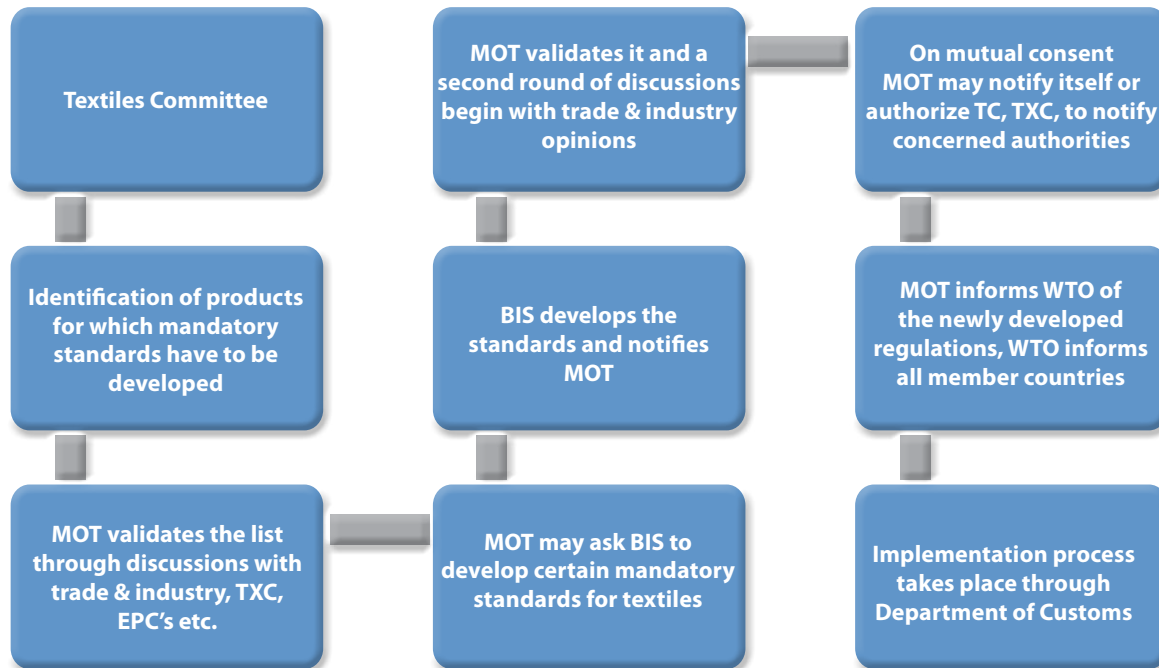 Textiles Committee
Identification of products
for which mandatory
standards have to be
developed
MOT validates the list
through discussions with
trade & industry, TXC,
EPC's etc.
MOT may ask BIS to
develop certain mandatory
standards for textiles
BIS develops the
standards and notifies
MOT
MOT validates it and a
second round of discussions
begin with trade & industry
opinions
On mutual consent
MOT may notify itself or
authorize TC, TXC, to notify
concerned authorities
MOT informs WTO of
the newly developed
regulations, WTO informs
all member countries
Implementation process
takes place through
Department of Customs